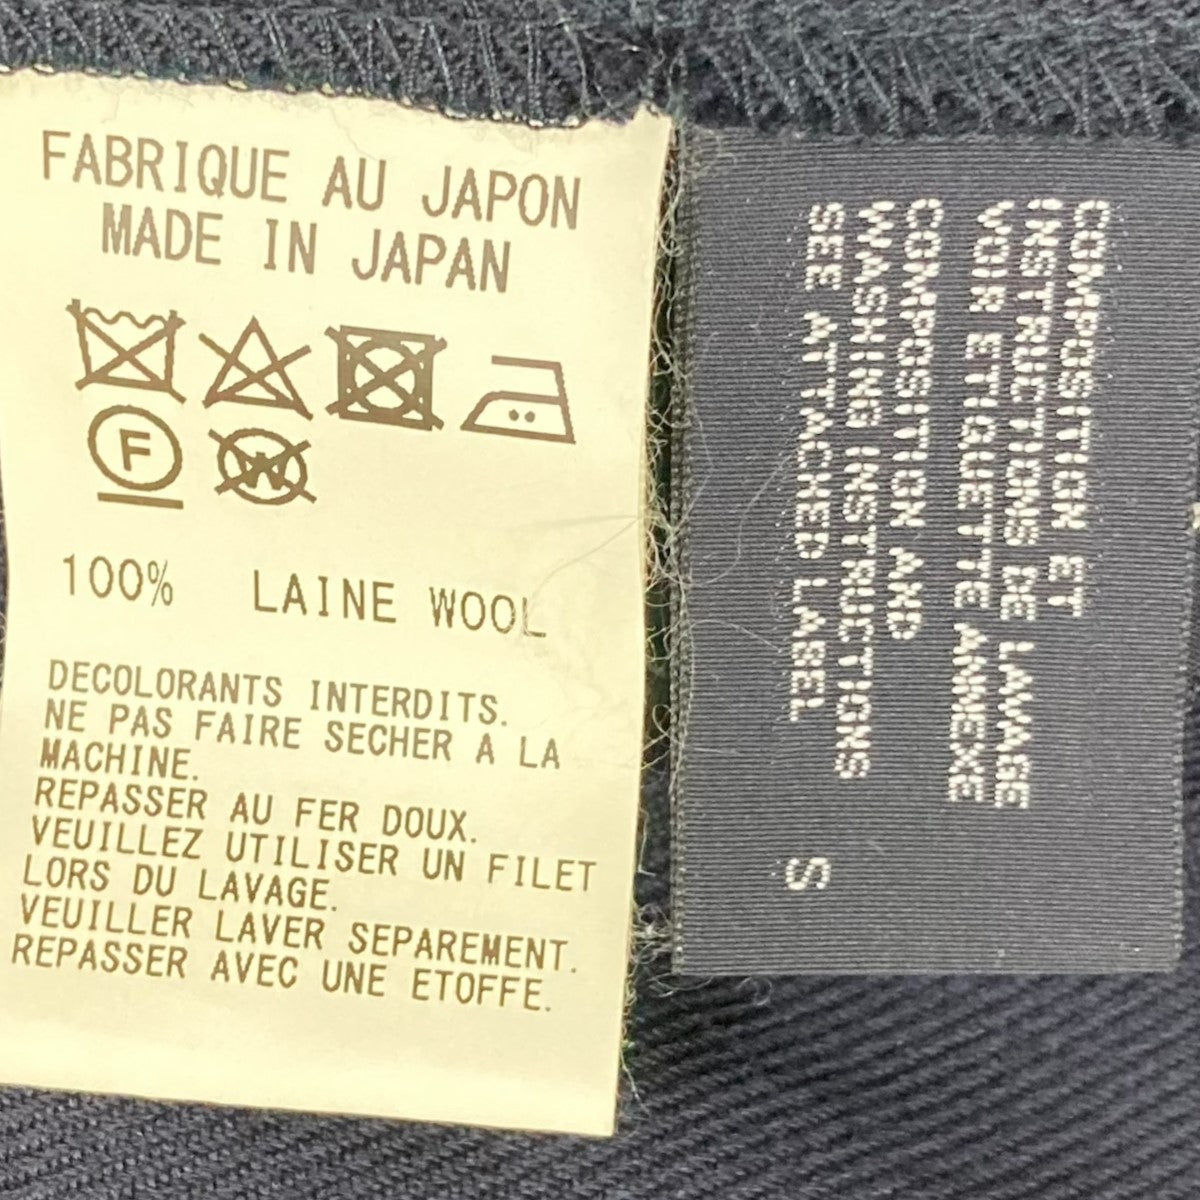 FABRIQUE AU JAPON
MADE IN JAPAN
F
W
100% LAINE WOOL
DECOLORANTS INTERDITS.
NE PAS FAIRE SECHER A LA
MACHINE.
REPASSER AU FER DOUX.
VEUILLEZ UTILISER UN FILET
LORS DU LAVAGE.
VEUILLER LAVER SEPAREMENT.
REPASSER AVEC UNE ETOFFE.
COMPOSITION ET
INSTRUCTIONS DE LAVAGE
VOIR ETIQUETTE ANNEXE
COMPOSITION AND
WASHING INSTRUCTIONS
SEE ATTACHED LABEL
S